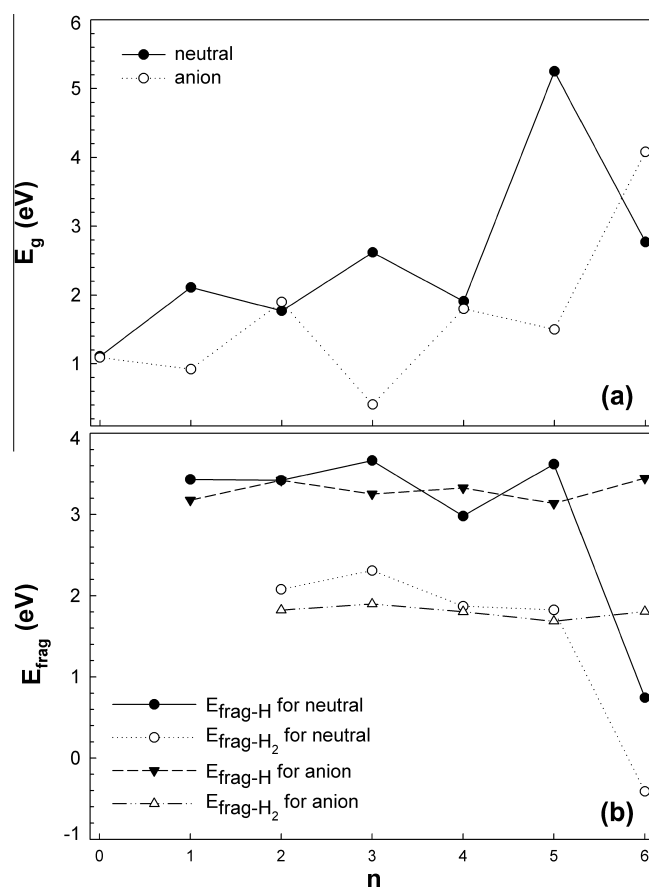 6
neutral
anion
5
4
E_g (eV)
3
2
1
(a)
4
3
2
E_frag (eV)
1
E_frag-H for neutral
E_frag-H₂ for neutral
0
E_frag-H for anion
E_frag-H₂ for anion
(b)
-1
0 1 2 3 4 5 6
n